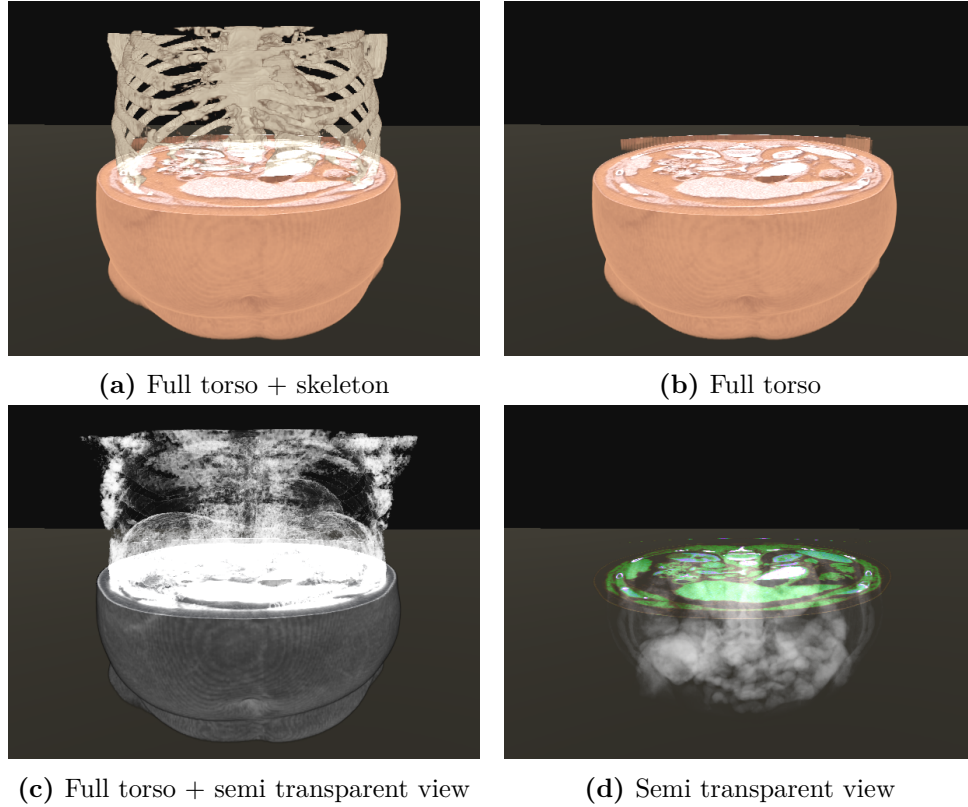 (a) Full torso + skeleton
(b) Full torso
(c) Full torso + semi transparent view
(d) Semi transparent view